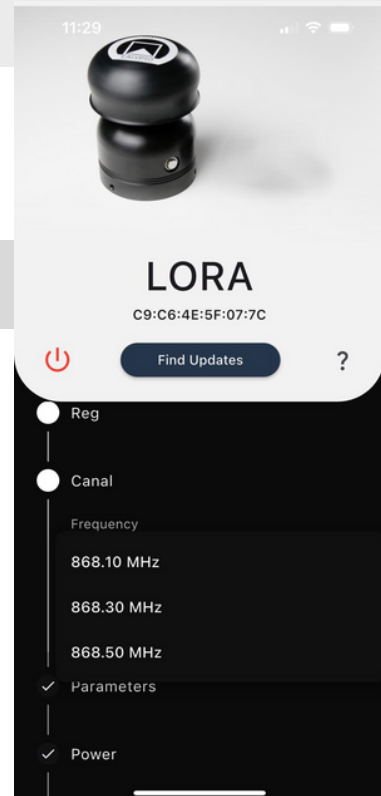 11:29
LORA
C9:C6:4E:5F:07:7C
Find Updates
?
Reg
Canal
Frequency
868.10 MHz
868.30 MHz
868.50 MHz
Parameters
Power